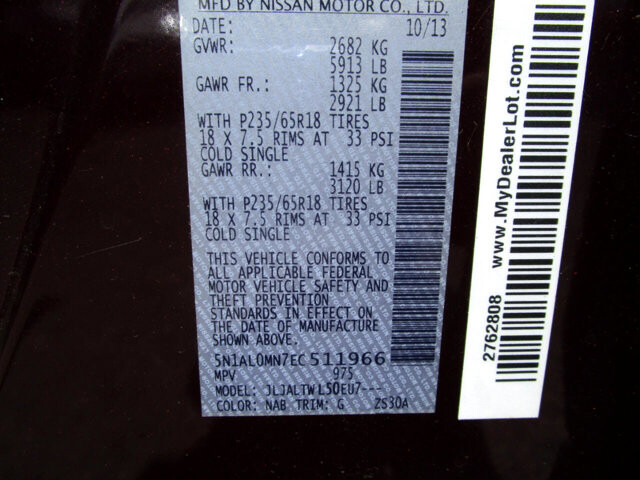 MFD BY NISSAN MOTOR CO., LTD.
DATE: 10/13
GVWR: 2682 KG
5913 LB
GAWR FR.: 1325 KG
2921 LB
WITH P235/65R18 TIRES
18 X 7.5 RIMS AT 33 PSI
COLD SINGLE
GAWR RR.: 1415 KG
3120 LB
WITH P235/65R18 TIRES
18 X 7.5 RIMS AT 33 PSI
COLD SINGLE
THIS VEHICLE CONFORMS TO
ALL APPLICABLE FEDERAL
MOTOR VEHICLE SAFETY AND
THEFT PREVENTION
STANDARDS IN EFFECT ON
THE DATE OF MANUFACTURE
5N1AL0MN7EC511966
MPV 975
MODEL: JLJALTWL50EU7---
COLOR: NAB TRIM: G ZS30A
www.MyDealerLot.com
2762808